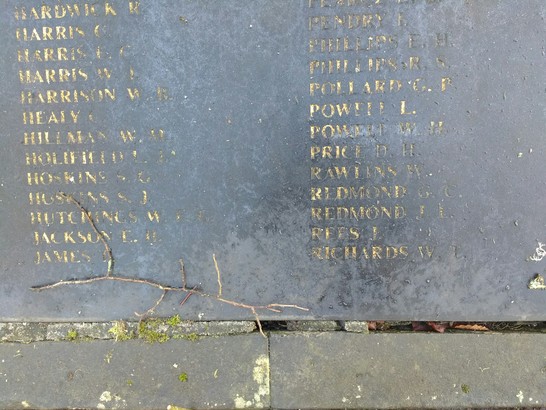 HARDWICK R.
HARRIS C.
HARRIS
HARRIS W.
HARRISON W.
HEALY
HILLMAN W.
HOLIFIELD
HOSKINS S. G.
HOSKINS S. J.
HUTCHINGS W.
JACKSON E.
JAMES
PENDRY
PHILLIPS E. H.
PHILLIPS R. S.
POLLARD G. P.
POWELL L.
POWELL W. H.
PRICE D. H.
RAWLINS W.
REDMOND G.
REDMOND J.
REES J.
RICHARDS W.